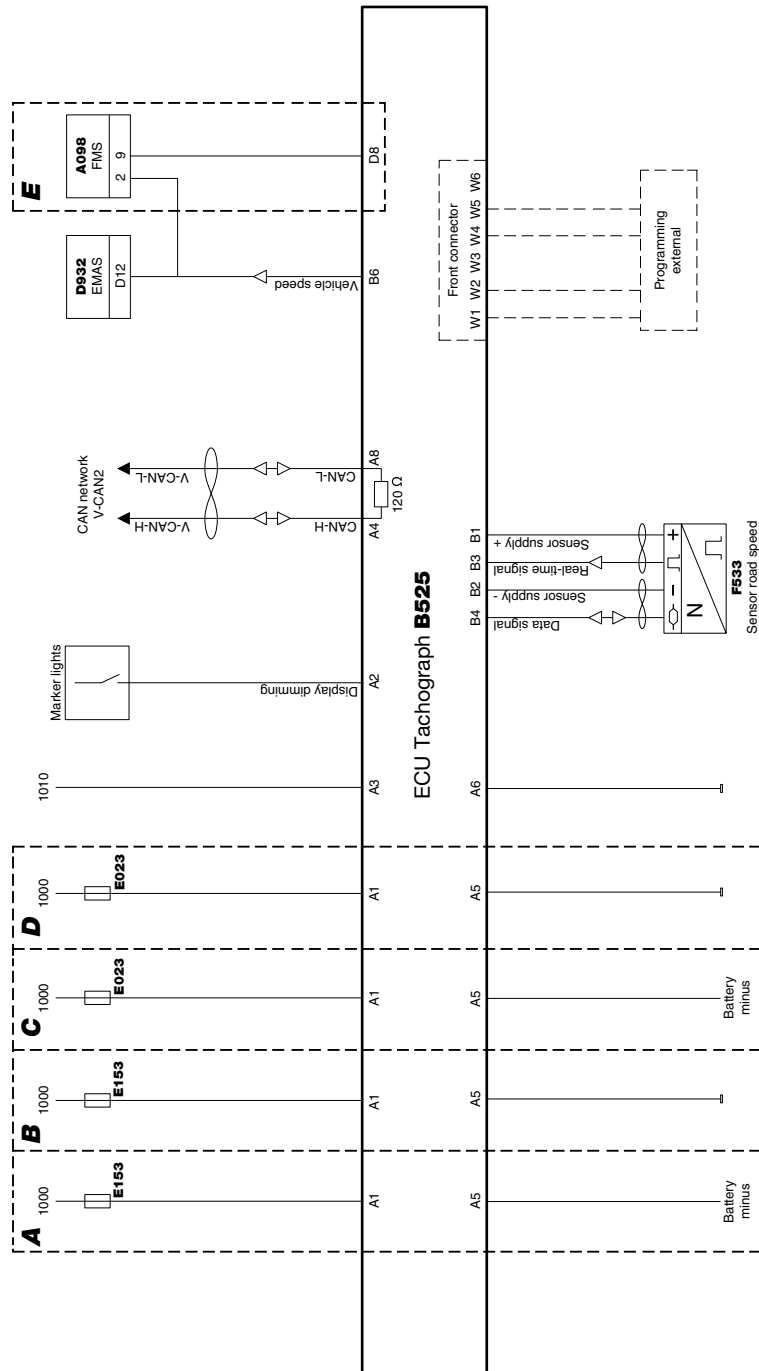 A
1000
E153
A1
A5
Battery
minus
B
1000
E153
A1
A5
C
1000
E023
A1
A5
Battery
minus
D
1000
E023
A1
A5
1010
A3
A6
Marker lights
Display dimming
A2
ECU Tachograph B525
CAN network
V-CAN2
V-CAN-H
V-CAN-L
CAN-H
CAN-L
A4
A8
120 Ω
B4
B2
B3
B1
Data signal
Sensor supply -
Real-time signal
Sensor supply +
N
F533
Sensor road speed
D932
EMAS
D12
Vehicle speed
B6
E
A098
FMS
2
9
D8
Front connector
W1
W2
W3
W4
W5
W6
Programming
external